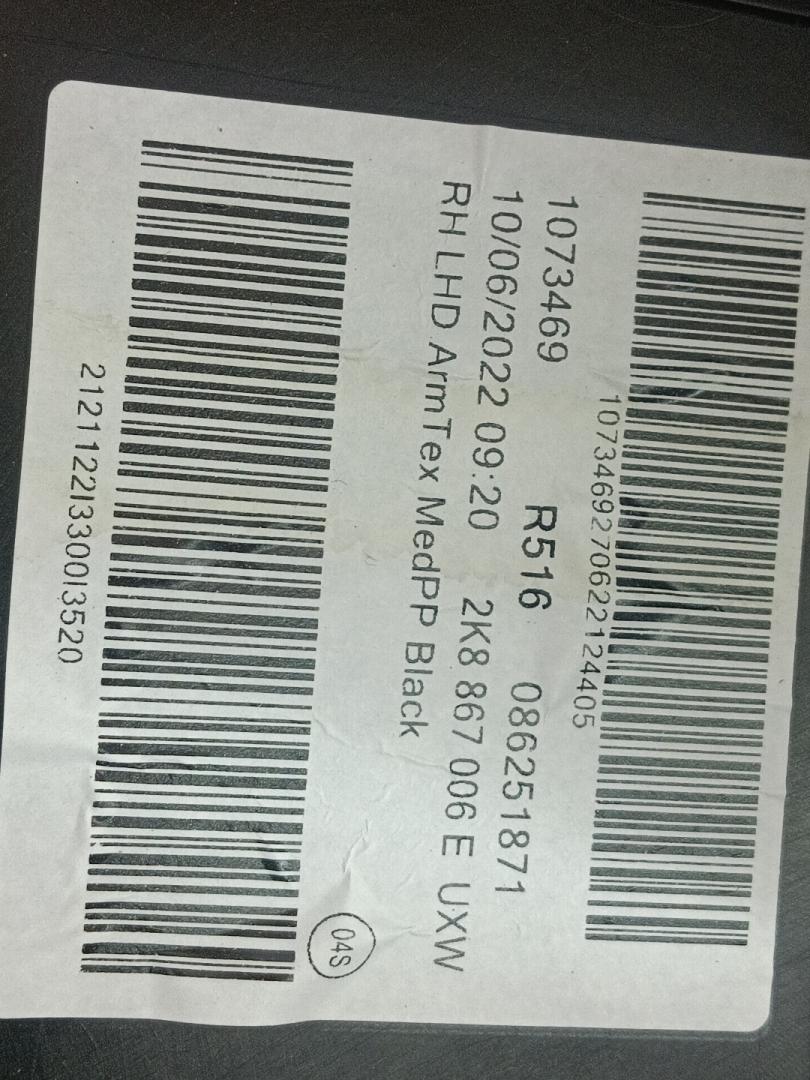 1073469270622124405
1073469 R516 086251871
10/06/2022 09:20 2K8 867 006 E UXW
RH LHD ArmTex MedPP Black
04S
21211221330013520